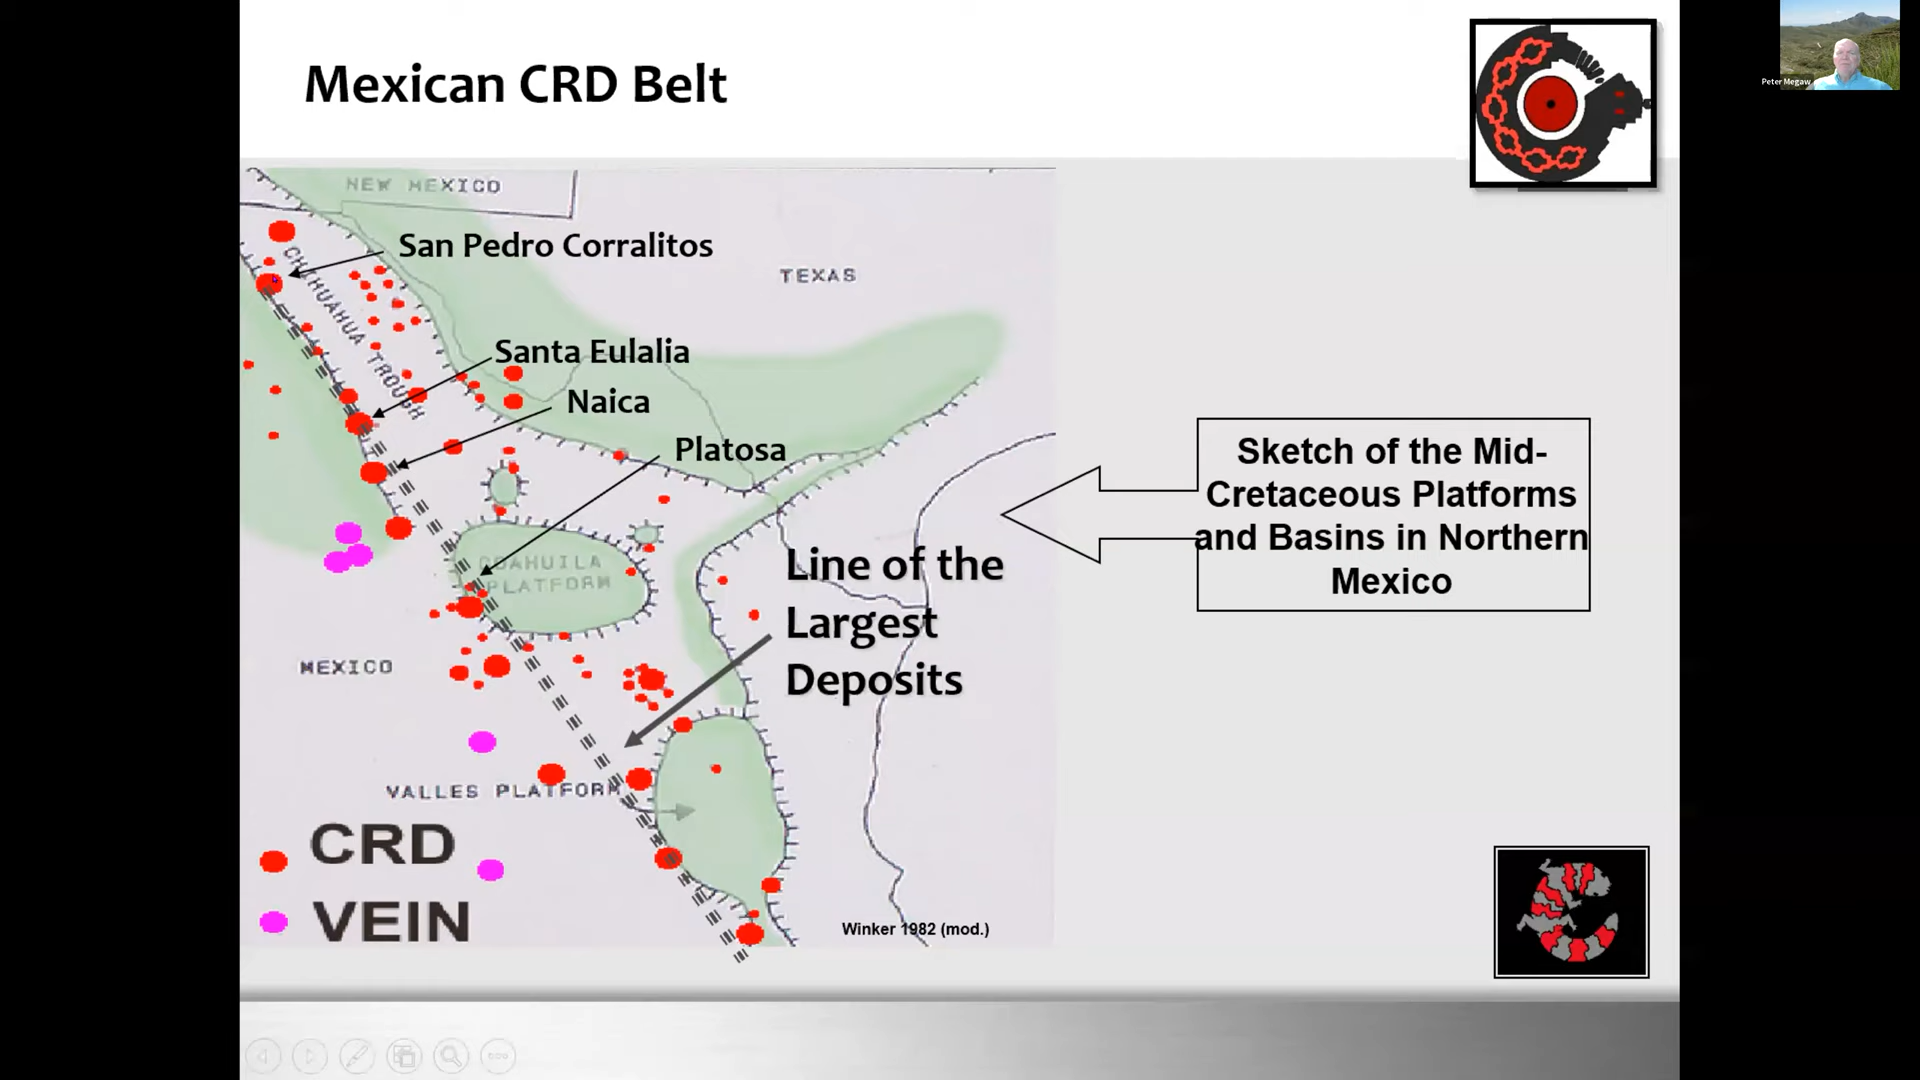 Mexican CRD Belt
Peter Megaw
NEW MEXICO
San Pedro Corralitos
TEXAS
CHIHUAHUA TROUGH
Santa Eulalia
Naica
Platosa
Sketch of the Mid-
Cretaceous Platforms
and Basins in Northern
Mexico
COAHUILA
PLATFORM
Line of the
Largest
Deposits
MEXICO
VALLES PLATFORM
CRD
VEIN
Winker 1982 (mod.)